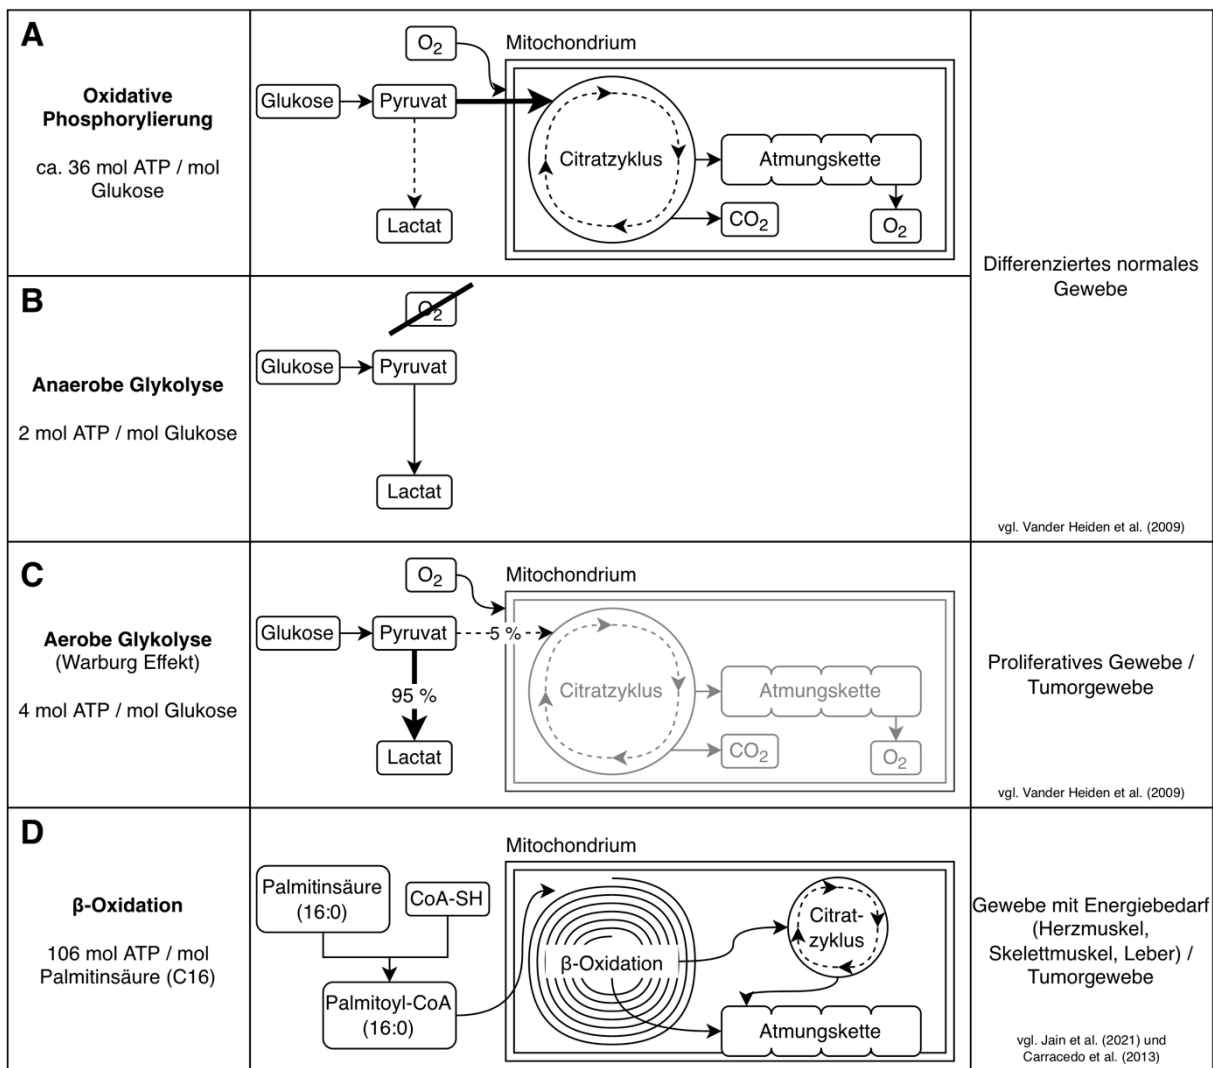 A
Oxidative
Phosphorylierung
ca. 36 mol ATP / mol
Glukose
O2
Mitochondrium
Glukose
Pyruvat
Lactat
Citratzyklus
Atmungskette
CO2
O2
Differenziertes normales
Gewebe
vgl. Vander Heiden et al. (2009)
B
Anaerobe Glykolyse
2 mol ATP / mol Glukose
O2
Glukose
Pyruvat
Lactat
C
Aerobe Glykolyse
(Warburg Effekt)
4 mol ATP / mol Glukose
O2
Mitochondrium
Glukose
Pyruvat
5 %
95 %
Lactat
Citratzyklus
Atmungskette
CO2
O2
Proliferatives Gewebe /
Tumorgewebe
vgl. Vander Heiden et al. (2009)
D
β-Oxidation
106 mol ATP / mol
Palmitinsäure (C16)
Mitochondrium
Palmitinsäure
(16:0)
CoA-SH
Palmitoyl-CoA
(16:0)
β-Oxidation
Citrat-
zyklus
Atmungskette
Gewebe mit Energiebedarf
(Herzmuskel,
Skelettmuskel, Leber) /
Tumorgewebe
vgl. Jain et al. (2021) und
Carracedo et al. (2013)